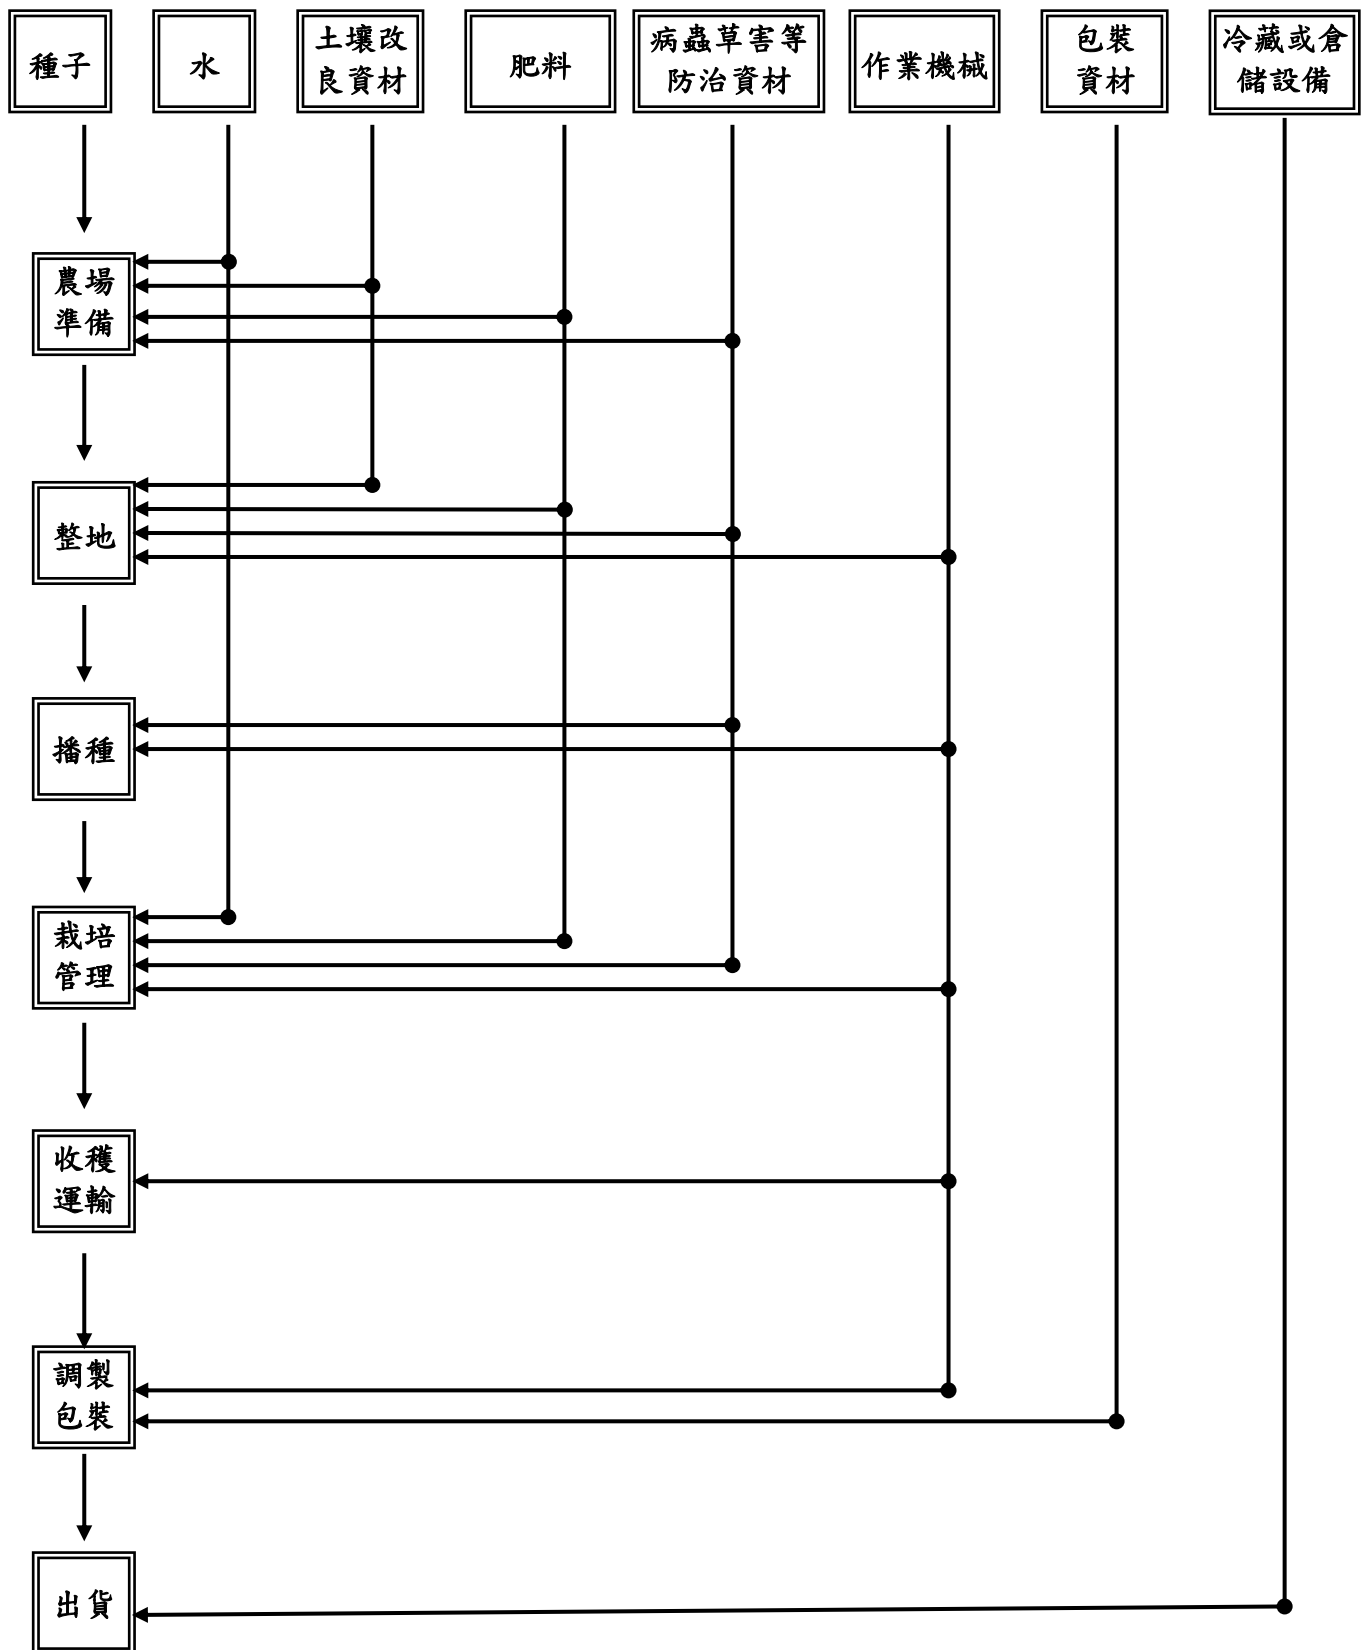 種子
水
土壤改
良資材
肥料
病蟲草害等
防治資材
作業機械
包裝
資材
冷藏或倉
儲設備
農場
準備
整地
播種
栽培
管理
收穫
運輸
調製
包裝
出貨